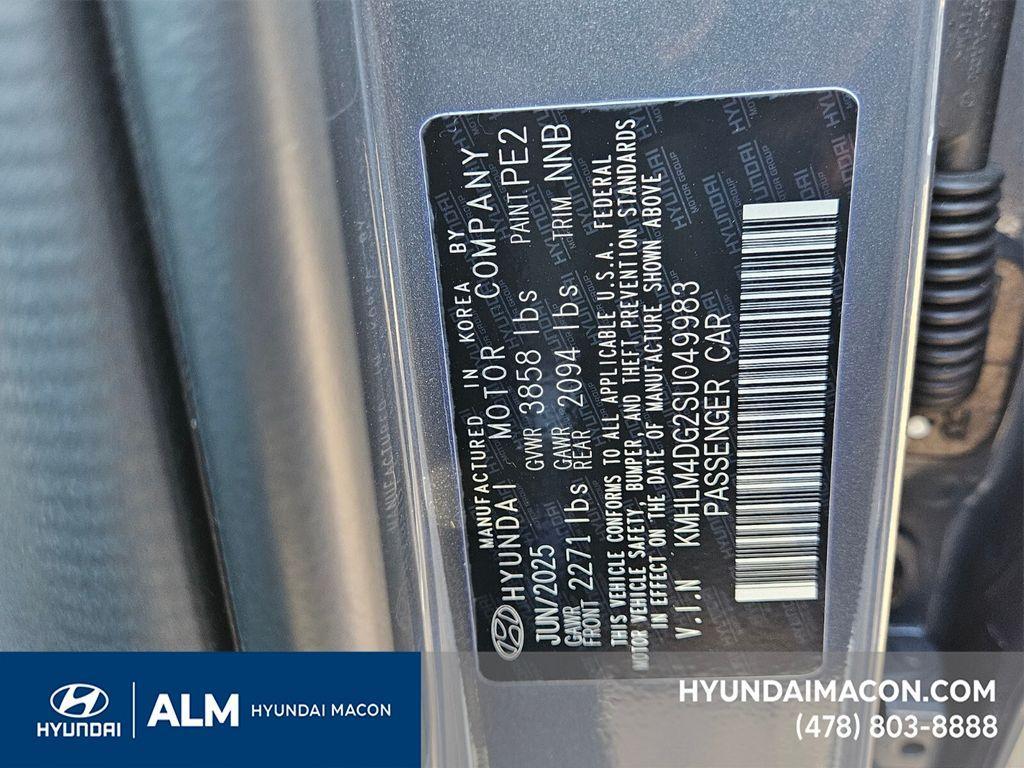 MANUFACTURED IN KOREA BY
HYUNDAI MOTOR COMPANY
JUN/2025 GVWR 3858 lbs PAINT PE2
GAWR FRONT 2271 lbs GAWR REAR 2094 lbs TRIM NNB
THIS VEHICLE CONFORMS TO ALL APPLICABLE U.S.A. FEDERAL
MOTOR VEHICLE SAFETY, BUMPER, AND THEFT PREVENTION STANDARDS
IN EFFECT ON THE DATE OF MANUFACTURE SHOWN ABOVE
V.I.N KMHLM4DG2SU049983
PASSENGER CAR
HYUNDAI
ALM HYUNDAI MACON
HYUNDAIMACON.COM
(478) 803-8888